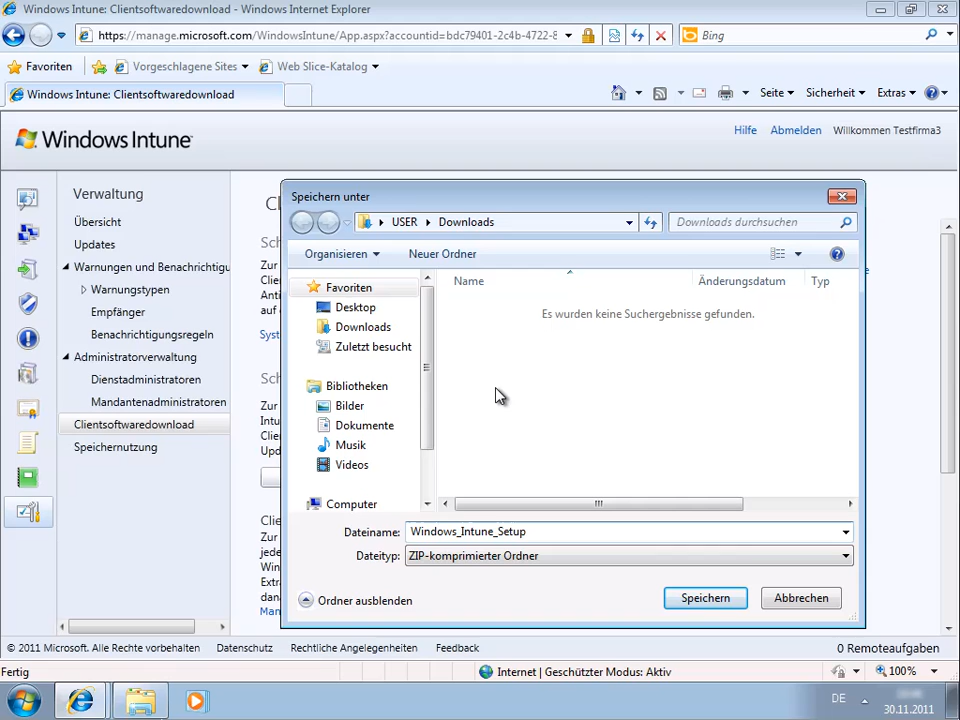 Windows Intune: Clientsoftwaredownload - Windows Internet Explorer
https://manage.microsoft.com/WindowsIntune/App.aspx?accountid=bdc79401-2c4b-4722-8
Bing
Favoriten
Vorgeschlagene Sites
Web Slice-Katalog
Windows Intune: Clientsoftwaredownload
Seite
Sicherheit
Extras
Windows Intune
Hilfe
Abmelden
Willkommen Testfirma3
Verwaltung
Übersicht
Updates
Warnungen und Benachrichtigu
Warnungstypen
Empfänger
Benachrichtigungsregeln
Administratorverwaltung
Dienstadministratoren
Mandantenadministratoren
Clientsoftwaredownload
Speichernutzung
Speichern unter
USER
Downloads
Downloads durchsuchen
Organisieren
Neuer Ordner
Favoriten
Desktop
Downloads
Zuletzt besucht
Bibliotheken
Bilder
Dokumente
Musik
Videos
Computer
Name
Änderungsdatum
Typ
Es wurden keine Suchergebnisse gefunden.
Dateiname:
Windows_Intune_Setup
Dateityp:
ZIP-komprimierter Ordner
Ordner ausblenden
Speichern
Abbrechen
© 2011 Microsoft. Alle Rechte vorbehalten
Datenschutz
Rechtliche Angelegenheiten
Feedback
0 Remoteaufgaben
Fertig
Internet | Geschützter Modus: Aktiv
100%
DE
30.11.2011